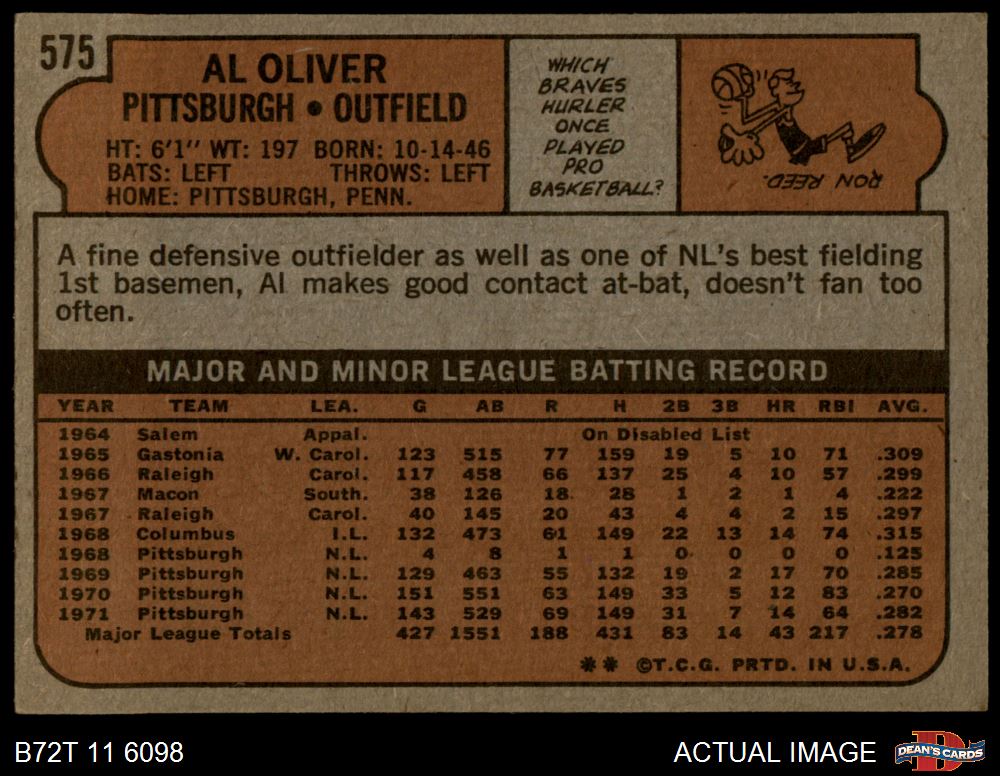 575
AL OLIVER
PITTSBURGH • OUTFIELD
HT: 6'1" WT: 197 BORN: 10-14-46
BATS: LEFT THROWS: LEFT
HOME: PITTSBURGH, PENN.
WHICH
BRAVES
HURLER
ONCE
PLAYED
PRO
BASKETBALL?
RON REED.
A fine defensive outfielder as well as one of NL's best fielding
1st basemen, Al makes good contact at-bat, doesn't fan too
often.
MAJOR AND MINOR LEAGUE BATTING RECORD
YEAR TEAM LEA. G AB R H 2B 3B HR RBI AVG.
1964 Salem Appal. On Disabled List
1965 Gastonia W. Carol. 123 515 77 159 19 5 10 71 .309
1966 Raleigh Carol. 117 458 66 137 25 4 10 57 .299
1967 Macon South. 38 126 18 28 1 2 1 4 .222
1967 Raleigh Carol. 40 145 20 43 4 4 2 15 .297
1968 Columbus I.L. 132 473 61 149 22 13 14 74 .315
1968 Pittsburgh N.L. 4 8 1 1 0 0 0 0 .125
1969 Pittsburgh N.L. 129 463 55 132 19 2 17 70 .285
1970 Pittsburgh N.L. 151 551 63 149 33 5 12 83 .270
1971 Pittsburgh N.L. 143 529 69 149 31 7 14 64 .282
Major League Totals 427 1551 188 431 83 14 43 217 .278
** ©T.C.G. PRTD. IN U.S.A.
B72T 11 6098
ACTUAL IMAGE
DEAN'S CARDS